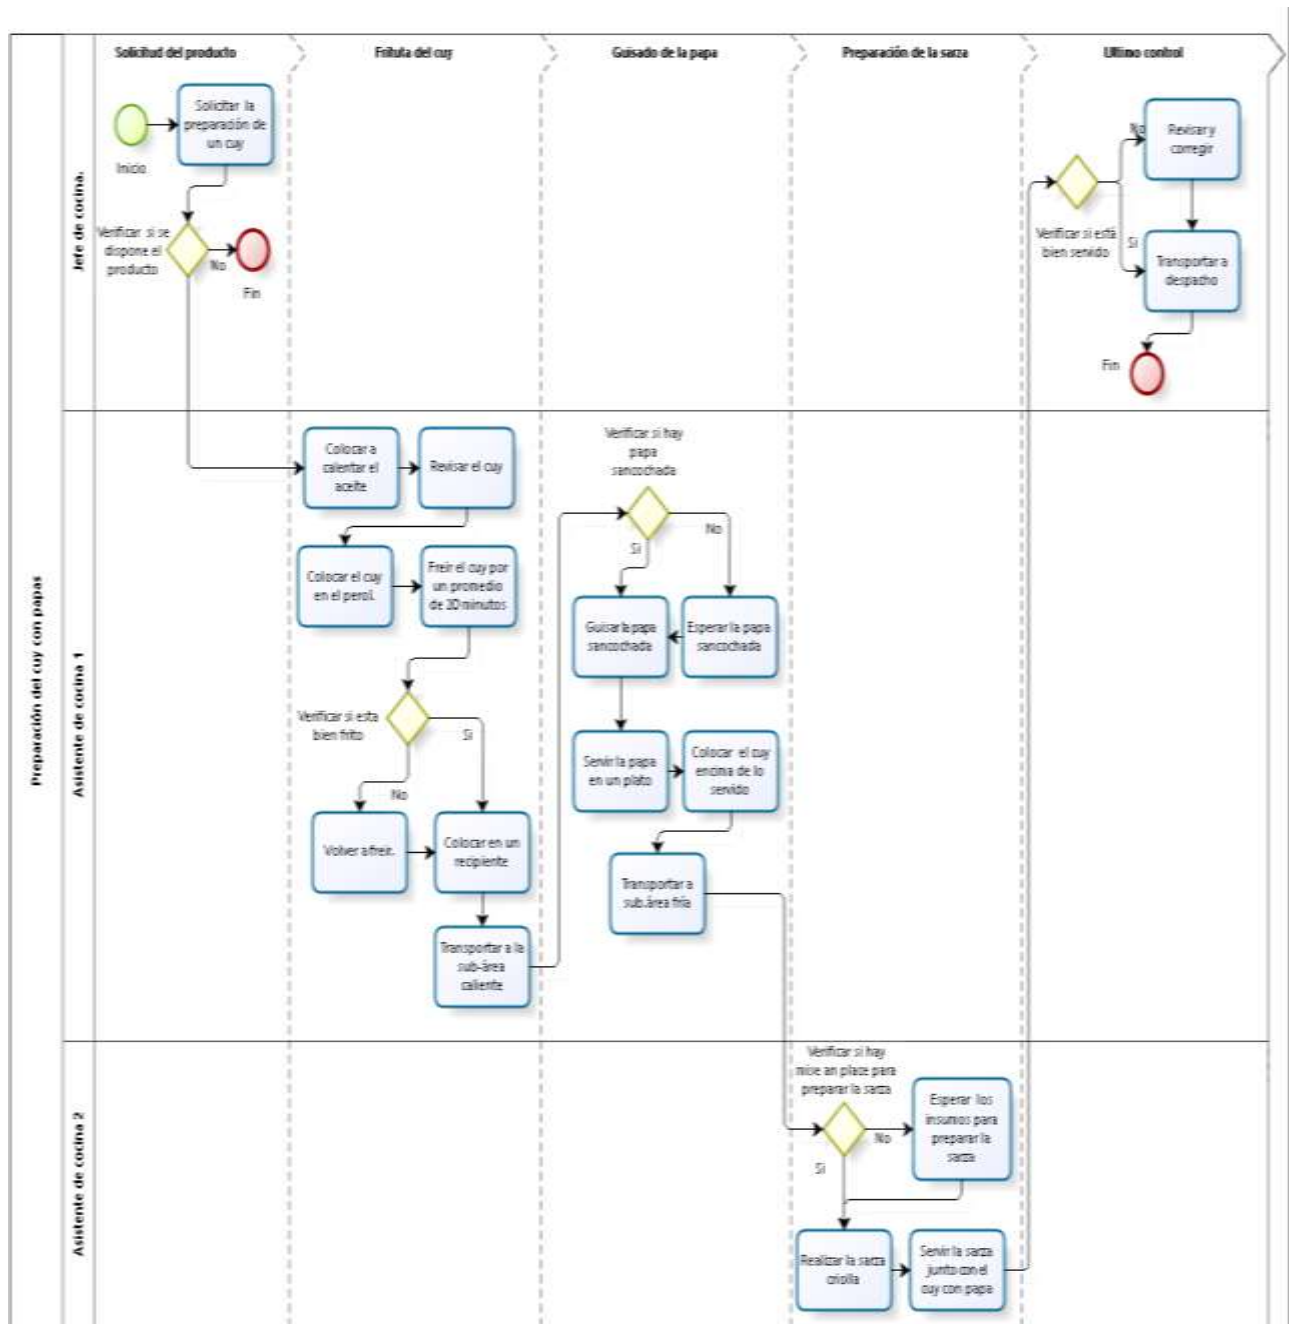 Solicitud del producto
Fritula del cuy
Guisado de la papa
Preparación de la sarza
Ultimo control
Preparación del cuy con papas
Jefe de cocina.
Inicio
Solicitar la
preparación de
un cuy
Verificar si se
dispone el
producto
No
Fin
Verificar si está
bien servido
No
Si
Revisar y
corregir
Transportar a
despacho
Fin
Asistente de cocina 1
Colocar a
calentar el
aceite
Revisar el cuy
Colocar el cuy
en el perol.
Freír el cuy por
un promedio
de 20 minutos
Verificar si esta
bien frito
Si
No
Volver a freir.
Colocar en un
recipiente
Transportar a la
sub-área
caliente
Verificar si hay
papa
sancochada
Si
No
Guisar la papa
sancochada
Esperar la papa
sancochada
Servir la papa
en un plato
Colocar el cuy
encima de lo
servido
Transportar a
sub.área fría
Asistente de cocina 2
Verificar si hay
mise an place para
preparar la sarza
No
Si
Esperar los
insumos para
preparar la
sarza
Realizar la sarza
criolla
Servir la sarza
junto con el
cuy con papa